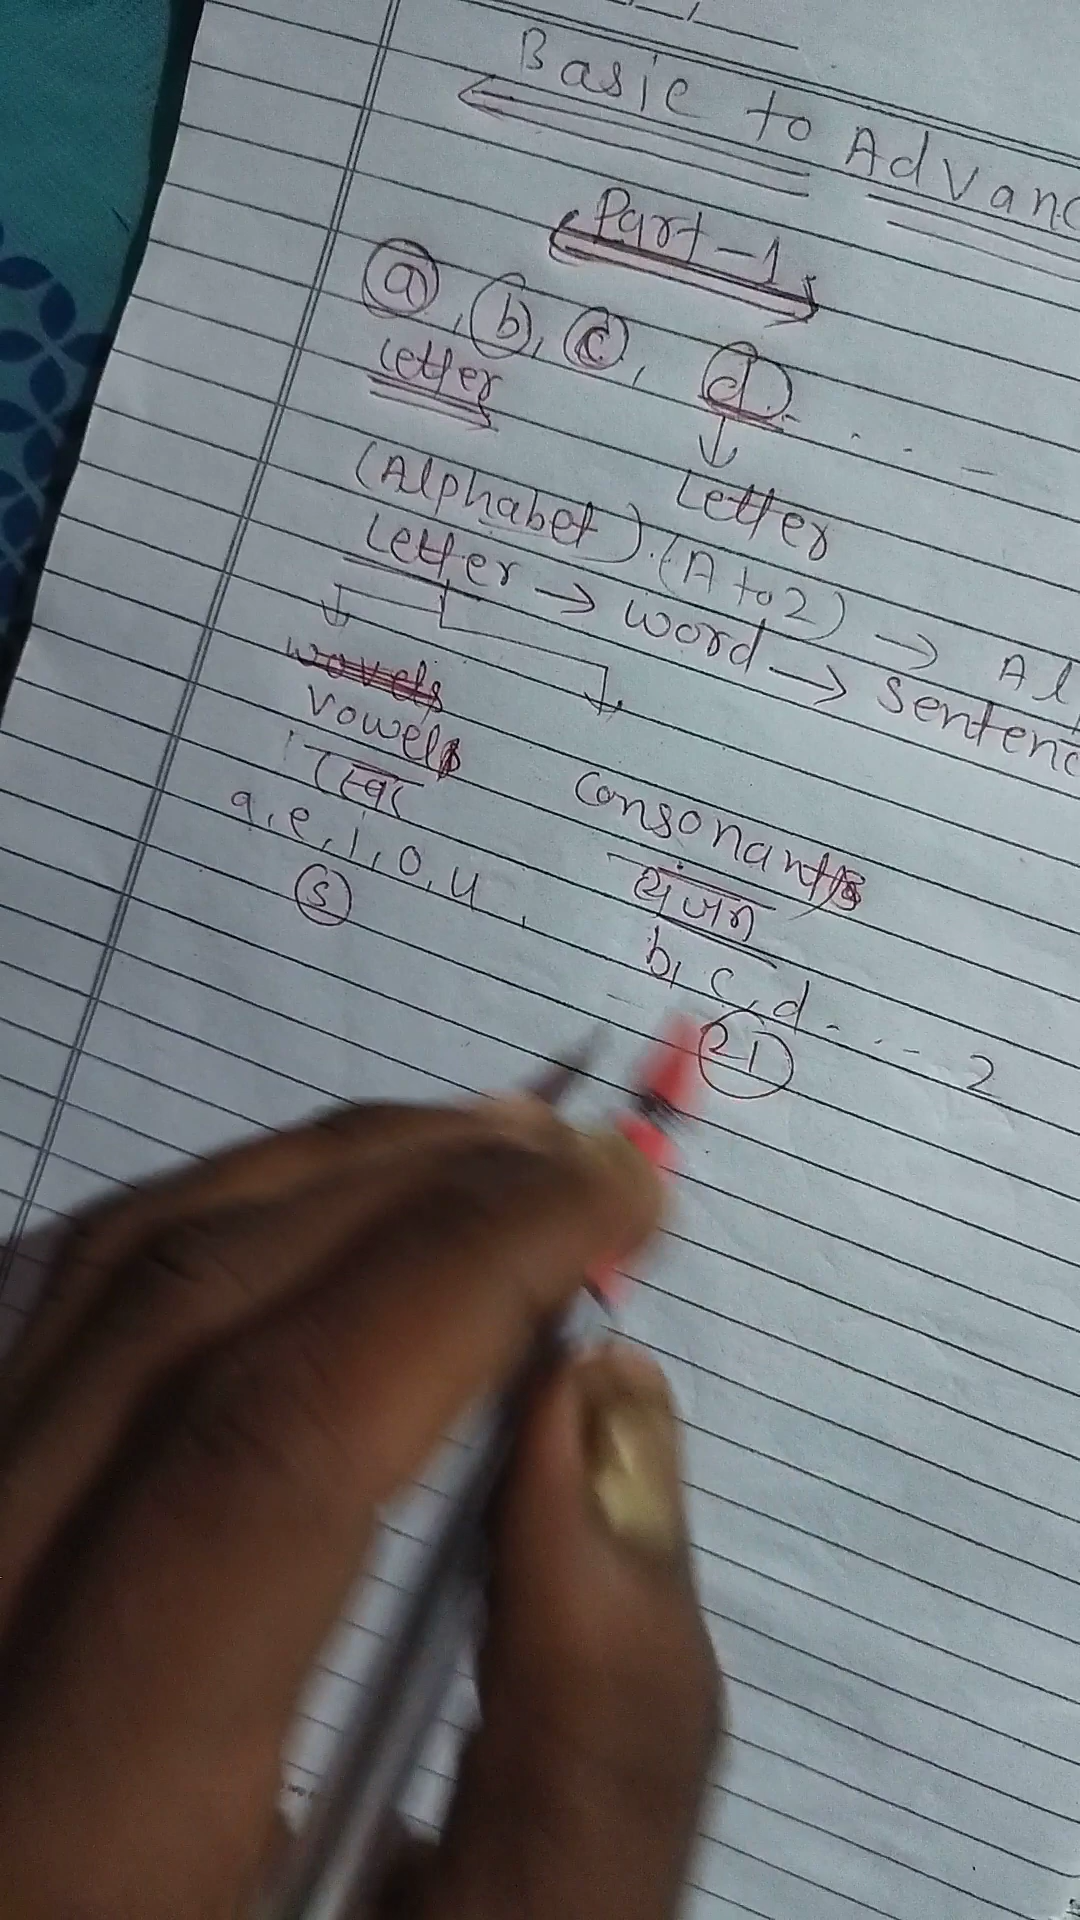 Basic to Advanc
Part-1
a, b, c, d. . . . -
Letter
Letter
(Alphabet). (A to Z) → Al
Letter → word → Sentenc
vowels
स्वर
a, e, i, o, u,
5
Consonants
व्यंजन
b, c, d . . - - z
21